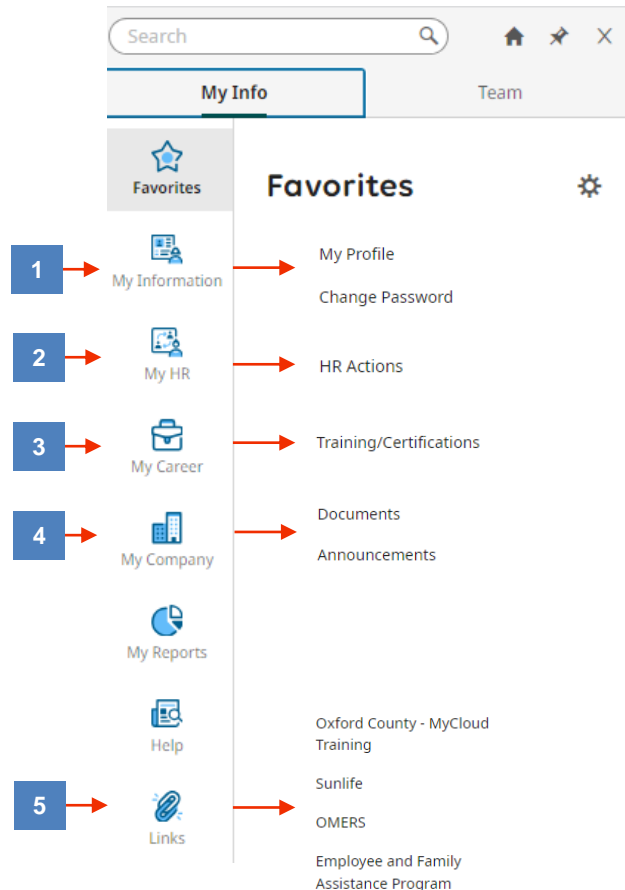 Search
My Info
Team
Favorites
Favorites
1
My Information
My Profile
Change Password
2
My HR
HR Actions
3
My Career
Training/Certifications
4
My Company
Documents
Announcements
My Reports
Help
5
Links
Oxford County - MyCloud
Training
Sunlife
OMERS
Employee and Family
Assistance Program